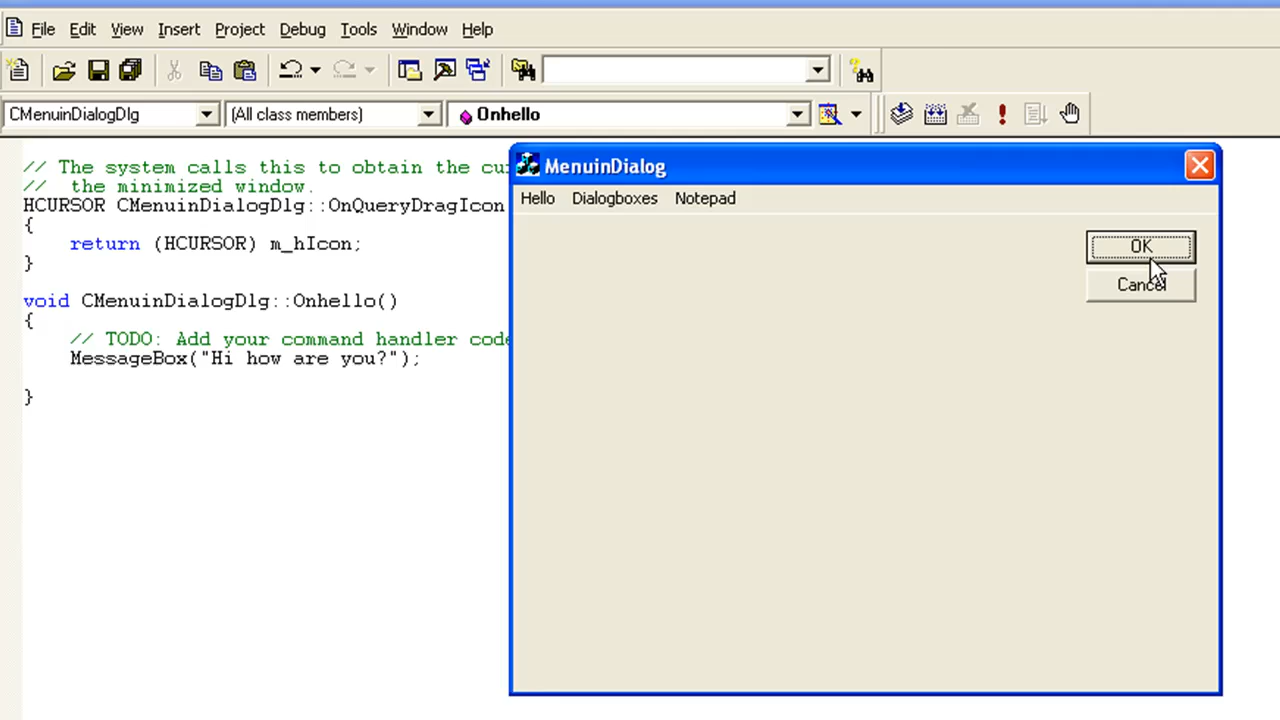 File Edit View Insert Project Debug Tools Window Help
CMenuinDialogDlg (All class members) Onhello
// The system calls this to obtain the cu
// the minimized window.
HCURSOR CMenuinDialogDlg::OnQueryDragIcon
{
return (HCURSOR) m_hIcon;
}
void CMenuinDialogDlg::Onhello()
{
// TODO: Add your command handler code
MessageBox("Hi how are you?");
}
MenuinDialog
Hello Dialogboxes Notepad
OK
Cancel